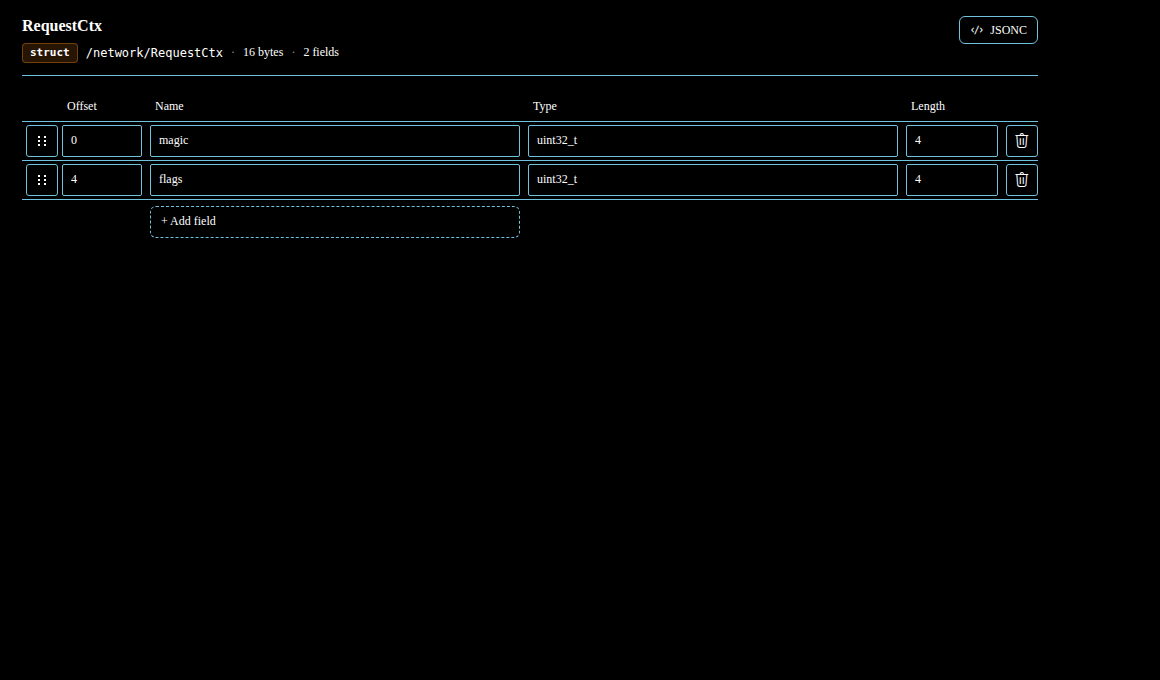 RequestCtx
</> JSONC
struct /network/RequestCtx · 16 bytes · 2 fields
Offset Name Type Length
0 magic uint32_t 4
4 flags uint32_t 4
+ Add field